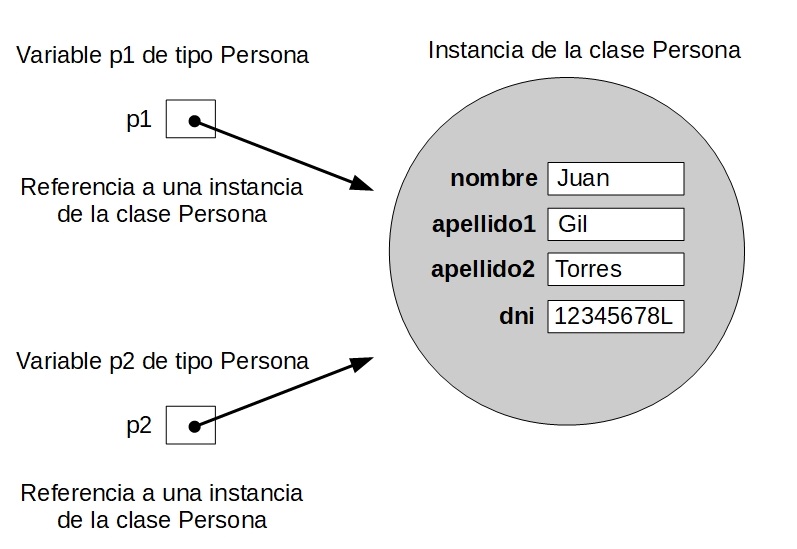 Variable p1 de tipo Persona
p1
Referencia a una instancia
de la clase Persona
Variable p2 de tipo Persona
p2
Referencia a una instancia
de la clase Persona
Instancia de la clase Persona
nombre Juan
apellido1 Gil
apellido2 Torres
dni 12345678L